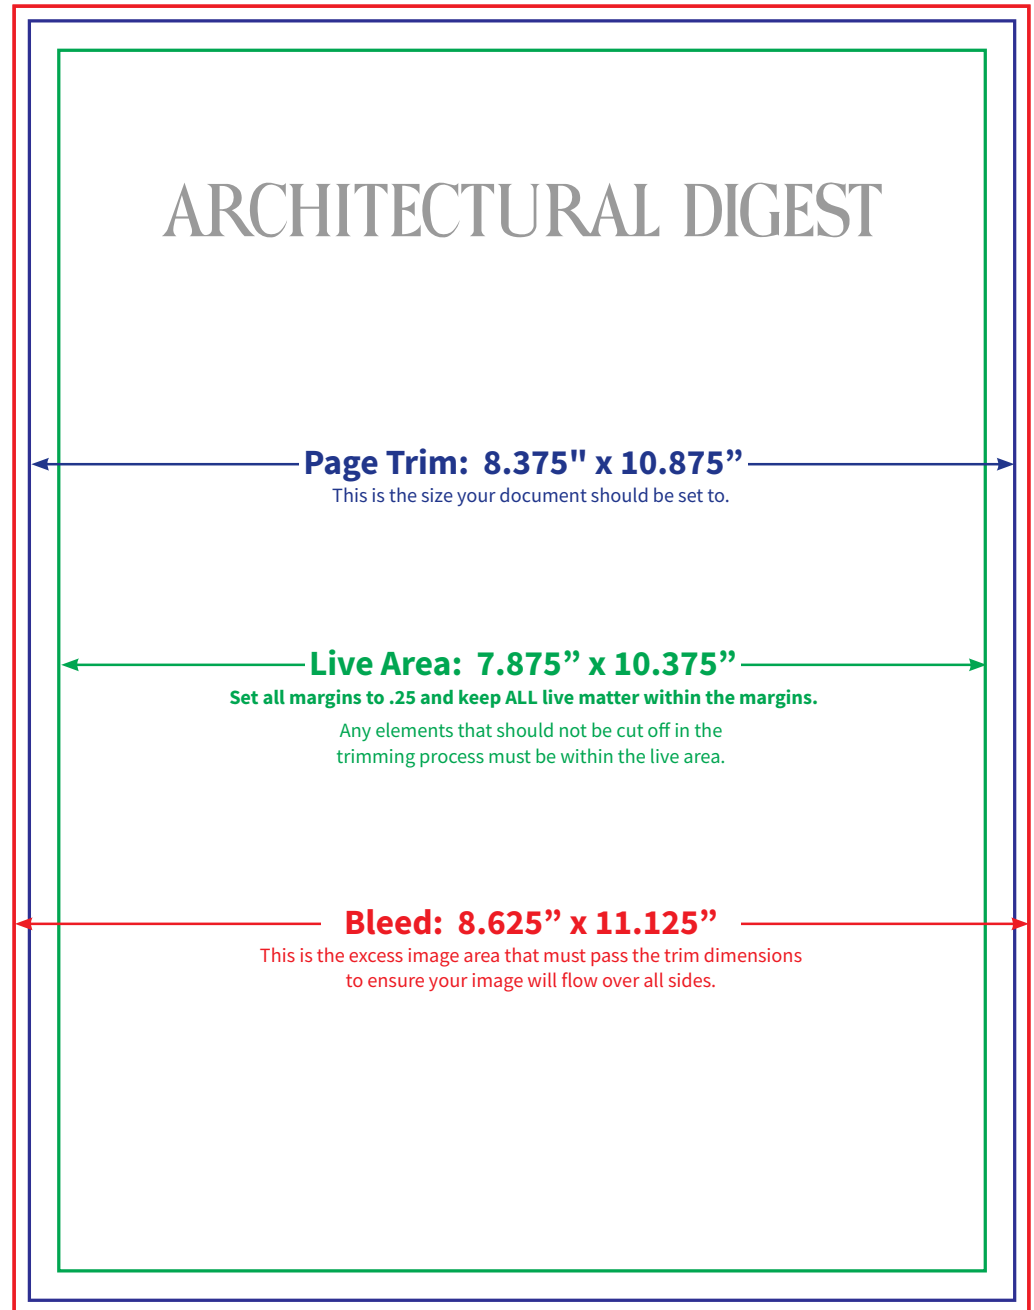 ARCHITECTURAL DIGEST
Page Trim: 8.375" x 10.875”
This is the size your document should be set to.
Live Area: 7.875” x 10.375”
Set all margins to .25 and keep ALL live matter within the margins.
Any elements that should not be cut off in the
trimming process must be within the live area.
Bleed: 8.625” x 11.125”
This is the excess image area that must pass the trim dimensions
to ensure your image will flow over all sides.